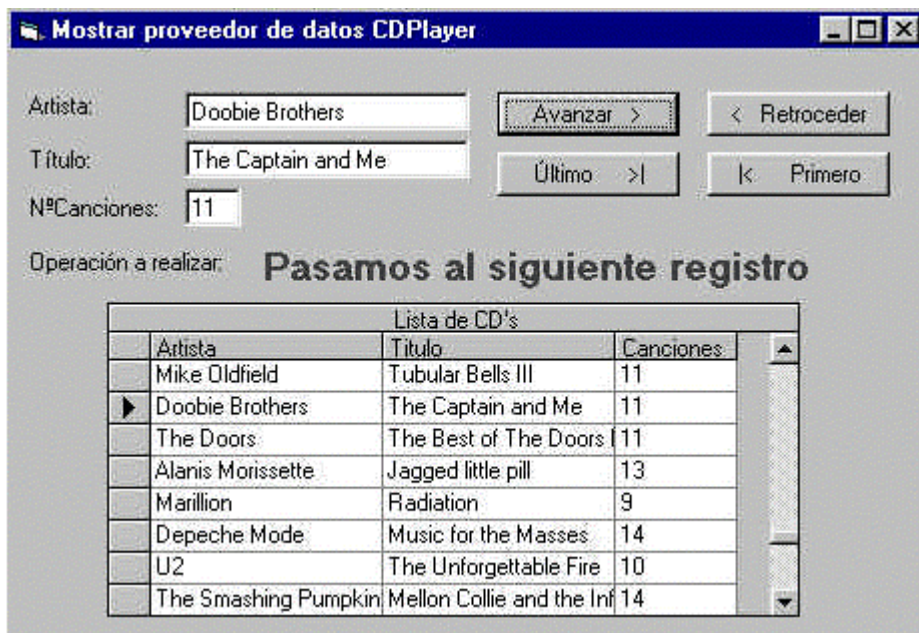 Mostrar proveedor de datos CDPlayer
Artista: Doobie Brothers Avanzar > < Retroceder
Título: The Captain and Me Último >| |< Primero
NºCanciones: 11
Operación a realizar: Pasamos al siguiente registro
Lista de CD's
Artista Titulo Canciones
Mike Oldfield Tubular Bells III 11
Doobie Brothers The Captain and Me 11
The Doors The Best of The Doors 11
Alanis Morissette Jagged little pill 13
Marillion Radiation 9
Depeche Mode Music for the Masses 14
U2 The Unforgettable Fire 10
The Smashing Pumpkin Mellon Collie and the Inf 14